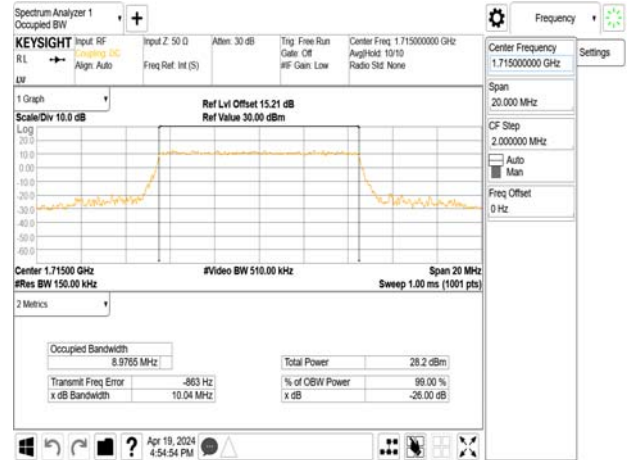 Spectrum Analyzer 1
Occupied BW
Frequency
KEYSIGHT
Input: RF
Coupling: DC
Align: Auto
Input Z: 50 Ω
Freq Ref: Int (S)
Atten: 30 dB
Trig: Free Run
Gate: Off
#IF Gain: Low
Center Freq: 1.715000000 GHz
Avg|Hold: 10/10
Radio Std: None
RL
Center Frequency
1.715000000 GHz
Settings
Span
20.000 MHz
CF Step
2.000000 MHz
Auto
Man
Freq Offset
0 Hz
1 Graph
Scale/Div 10.0 dB
Ref Lvl Offset 15.21 dB
Ref Value 30.00 dBm
Log
20.0
10.0
0.00
-10.0
-20.0
-30.0
-40.0
-50.0
-60.0
Center 1.71500 GHz
#Video BW 510.00 kHz
Span 20 MHz
#Res BW 150.00 kHz
Sweep 1.00 ms (1001 pts)
2 Metrics
Occupied Bandwidth
8.9765 MHz
Total Power 28.2 dBm
Transmit Freq Error -863 Hz
% of OBW Power 99.00 %
x dB Bandwidth 10.04 MHz
x dB -26.00 dB
?
Apr 19, 2024
4:54:54 PM